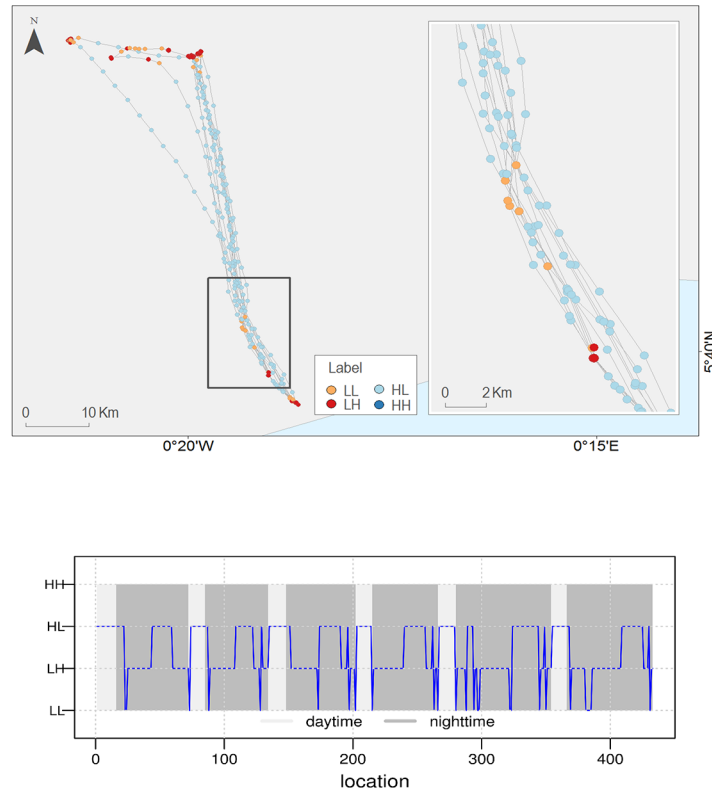 N
Label
LL HL
LH HH
0 10 Km
0 2 Km
5°40'N
0°20'W 0°15'E
HH
HL
LH
LL
daytime nighttime
0 100 200 300 400
location